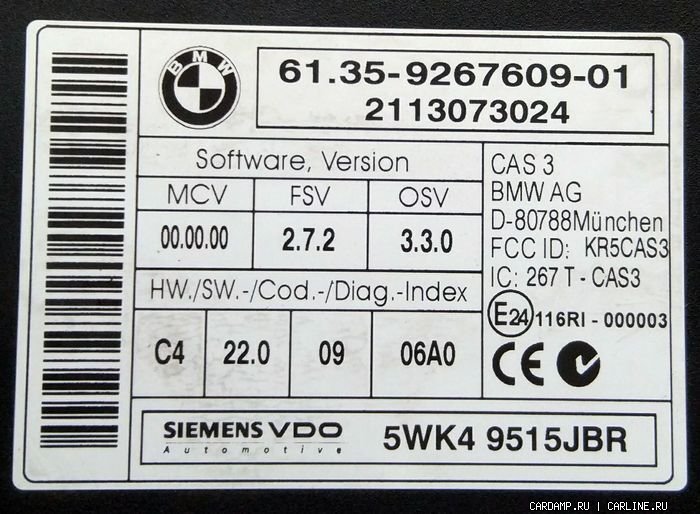 BMW
61.35-9267609-01
2113073024
Software, Version
MCV FSV OSV
00.00.00 2.7.2 3.3.0
HW./SW.-/Cod.-/Diag.-Index
C4 22.0 09 06A0
CAS 3
BMW AG
D-80788München
FCC ID: KR5CAS3
IC: 267 T - CAS3
E24 116RI - 000003
CE
SIEMENS VDO
Automotive
5WK4 9515JBR
CARDAMP.RU | CARLINE.RU